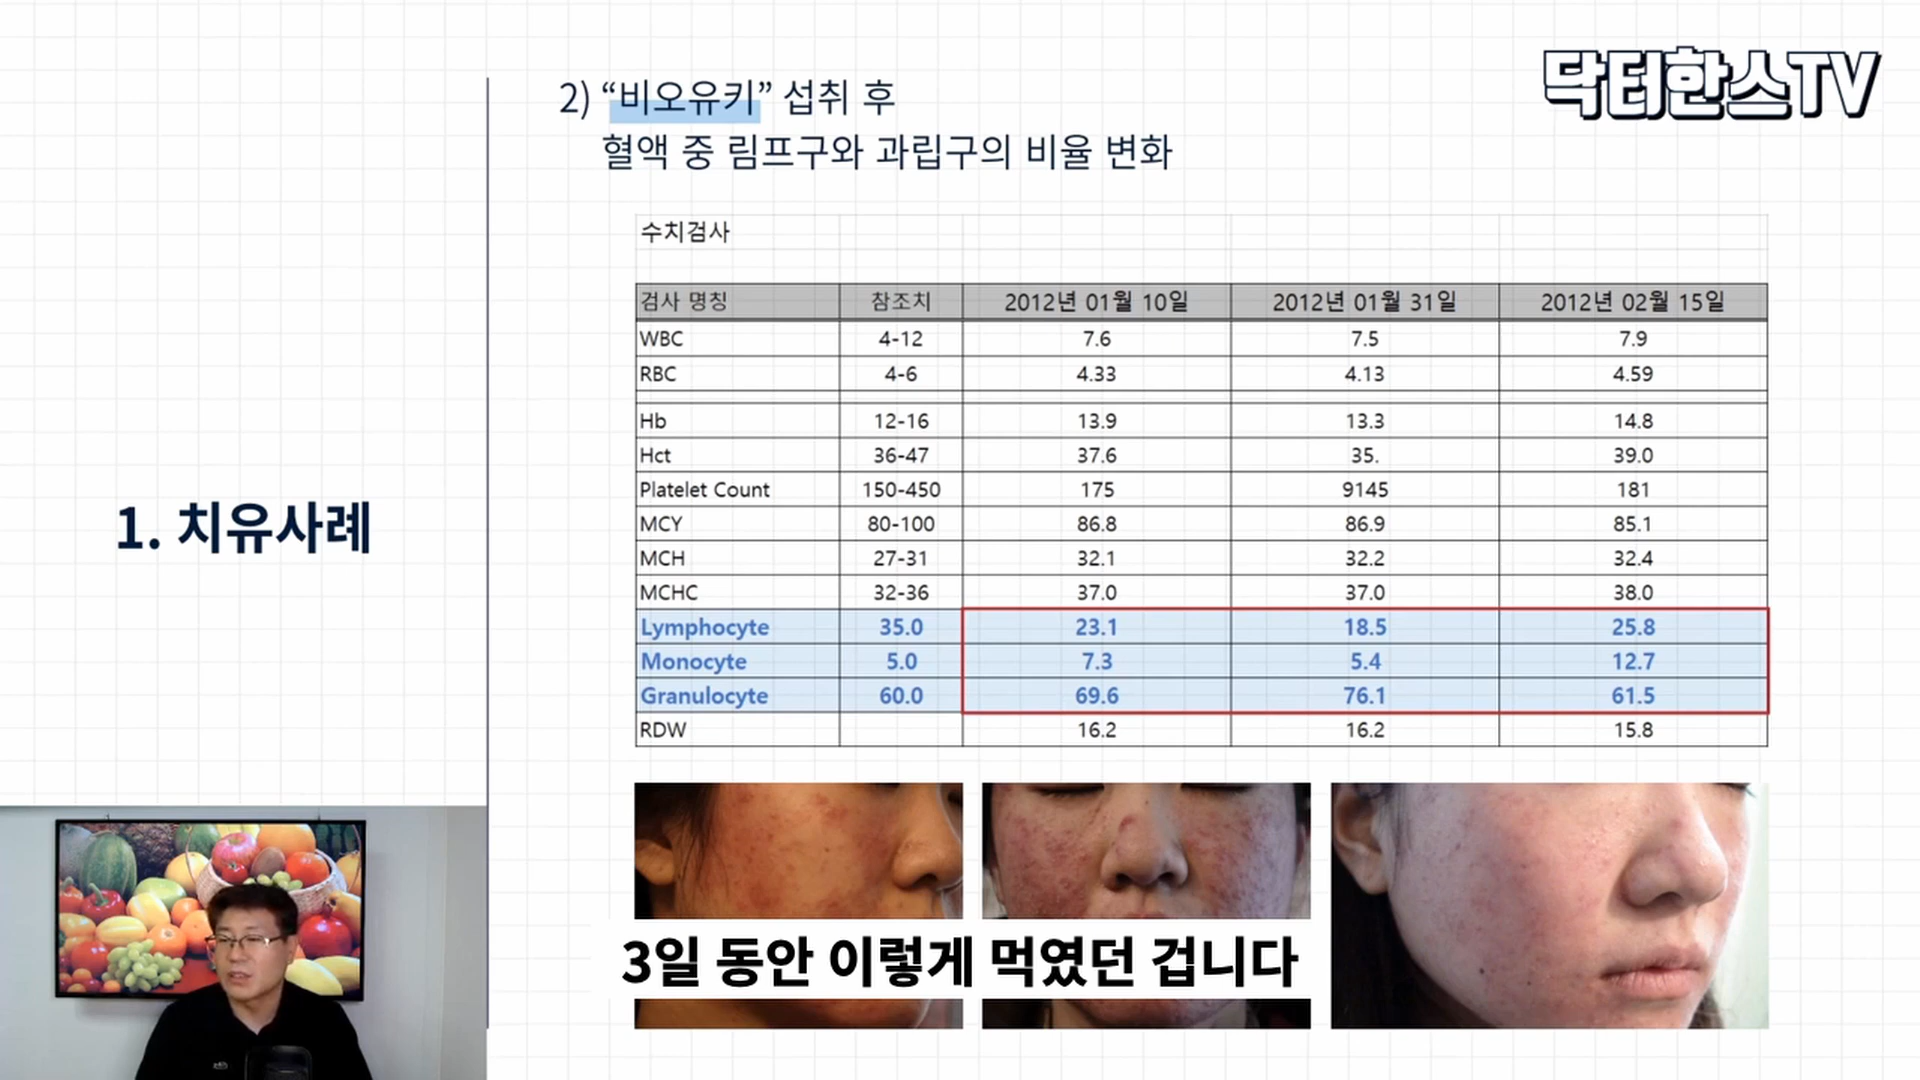 닥터한스TV
2) “비오유키” 섭취 후
혈액 중 림프구와 과립구의 비율 변화
1. 치유사례
수치검사
검사 명칭 참조치 2012년 01월 10일 2012년 01월 31일 2012년 02월 15일
WBC 4-12 7.6 7.5 7.9
RBC 4-6 4.33 4.13 4.59
Hb 12-16 13.9 13.3 14.8
Hct 36-47 37.6 35. 39.0
Platelet Count 150-450 175 9145 181
MCY 80-100 86.8 86.9 85.1
MCH 27-31 32.1 32.2 32.4
MCHC 32-36 37.0 37.0 38.0
Lymphocyte 35.0 23.1 18.5 25.8
Monocyte 5.0 7.3 5.4 12.7
Granulocyte 60.0 69.6 76.1 61.5
RDW 16.2 16.2 15.8
3일 동안 이렇게 먹였던 겁니다